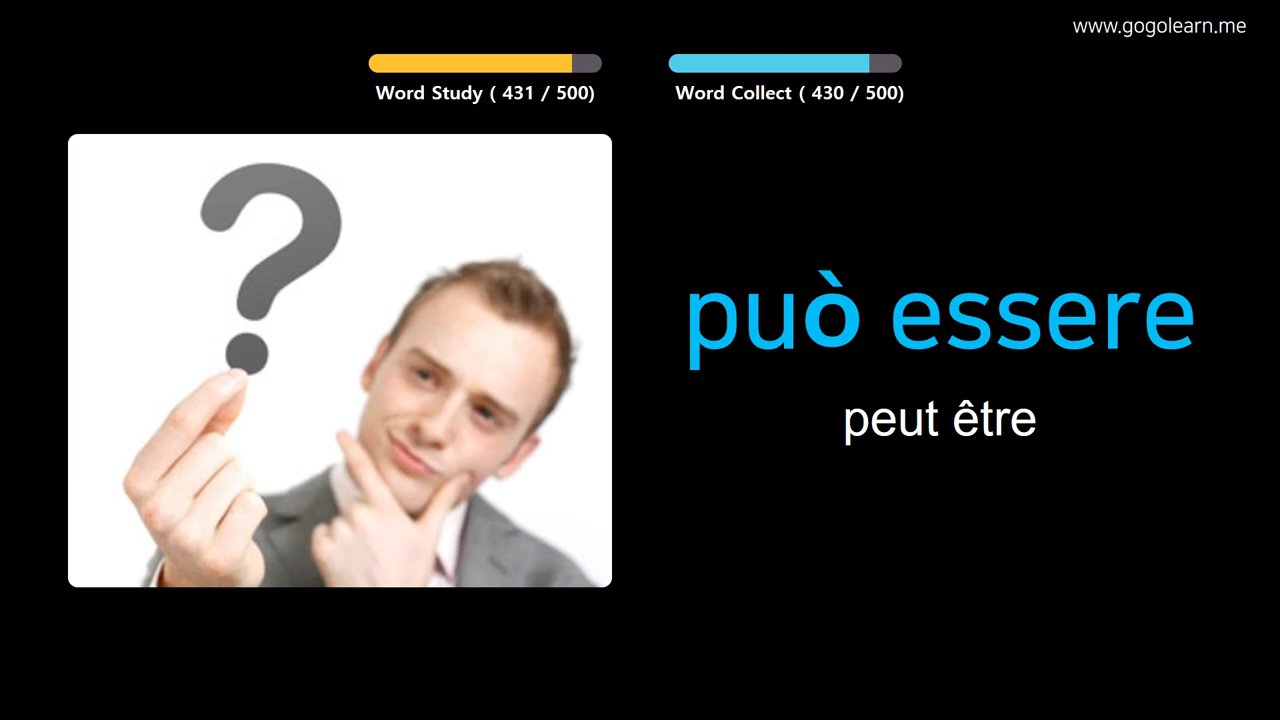 www.gogolearn.me
Word Study ( 431 / 500)
Word Collect ( 430 / 500)
?
può essere
peut être